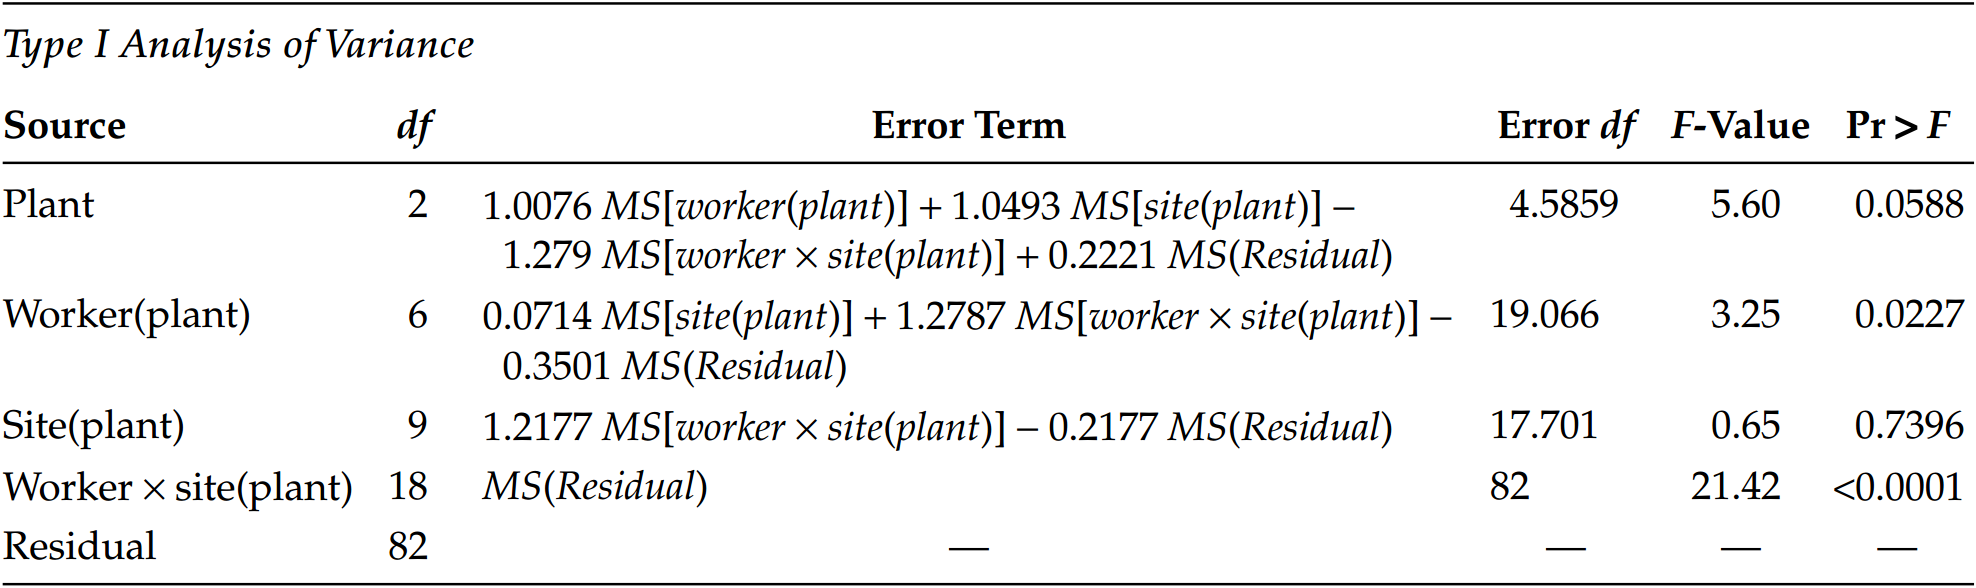 Type I Analysis of Variance
Source df Error Term Error df F-Value Pr > F
Plant 2 1.0076 MS[worker(plant)] + 1.0493 MS[site(plant)] − 4.5859 5.60 0.0588
1.279 MS[worker × site(plant)] + 0.2221 MS(Residual)
Worker(plant) 6 0.0714 MS[site(plant)] + 1.2787 MS[worker × site(plant)] − 19.066 3.25 0.0227
0.3501 MS(Residual)
Site(plant) 9 1.2177 MS[worker × site(plant)] − 0.2177 MS(Residual) 17.701 0.65 0.7396
Worker × site(plant) 18 MS(Residual) 82 21.42 <0.0001
Residual 82 — — — —